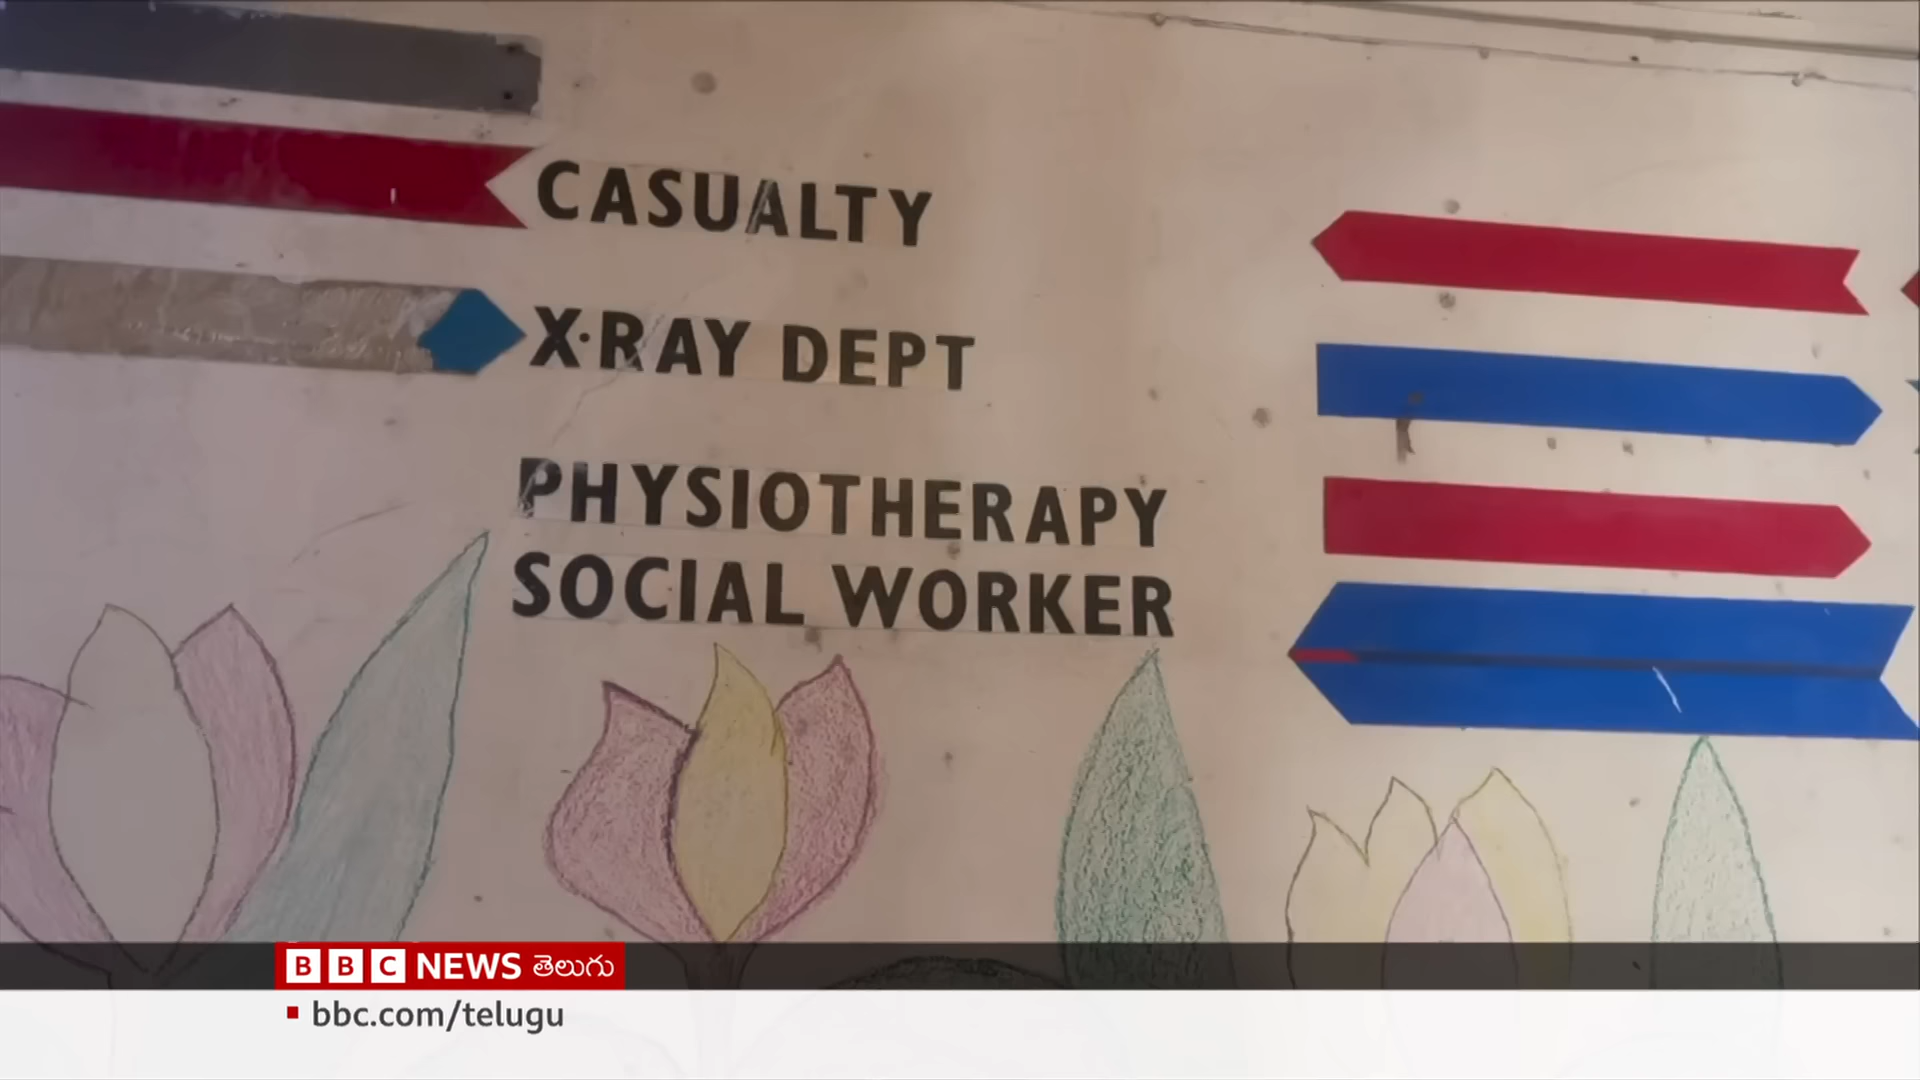 CASUALTY
X-RAY DEPT
PHYSIOTHERAPY
SOCIAL WORKER
BBC NEWS తెలుగు
bbc.com/telugu